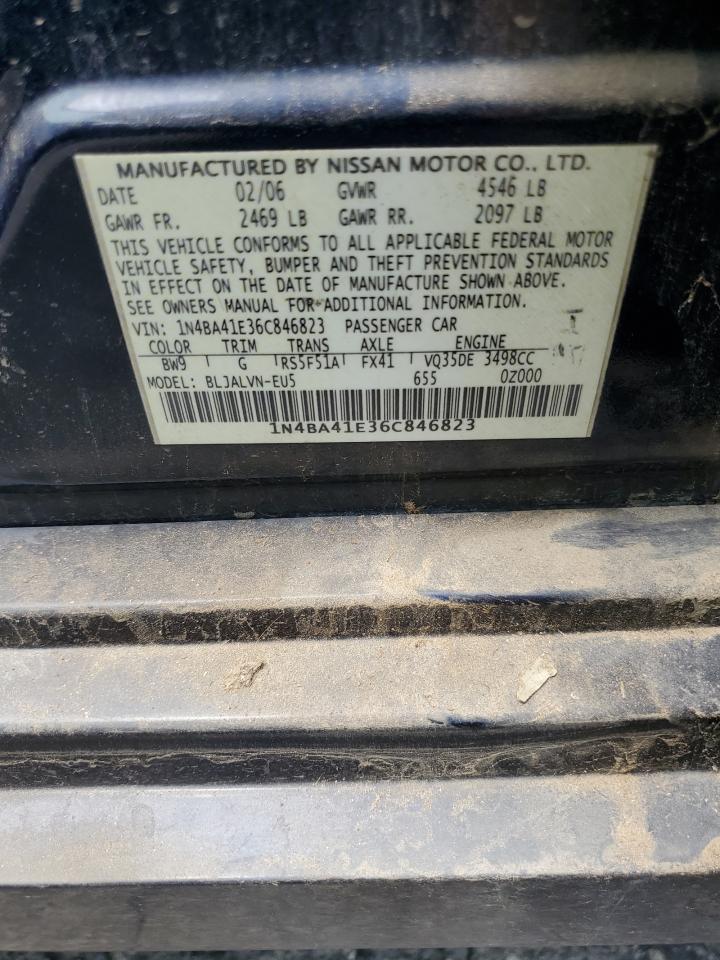 MANUFACTURED BY NISSAN MOTOR CO., LTD.
DATE 02/06 GVWR 4546 LB
GAWR FR. 2469 LB GAWR RR. 2097 LB
THIS VEHICLE CONFORMS TO ALL APPLICABLE FEDERAL MOTOR
VEHICLE SAFETY, BUMPER AND THEFT PREVENTION STANDARDS
IN EFFECT ON THE DATE OF MANUFACTURE SHOWN ABOVE.
SEE OWNERS MANUAL FOR ADDITIONAL INFORMATION.
VIN: 1N4BA41E36C846823 PASSENGER CAR
COLOR TRIM TRANS AXLE ENGINE
BW9 G RS5F51A FX41 VQ35DE 3498CC
MODEL: BLJALVN-EU5 655 0Z000
1N4BA41E36C846823